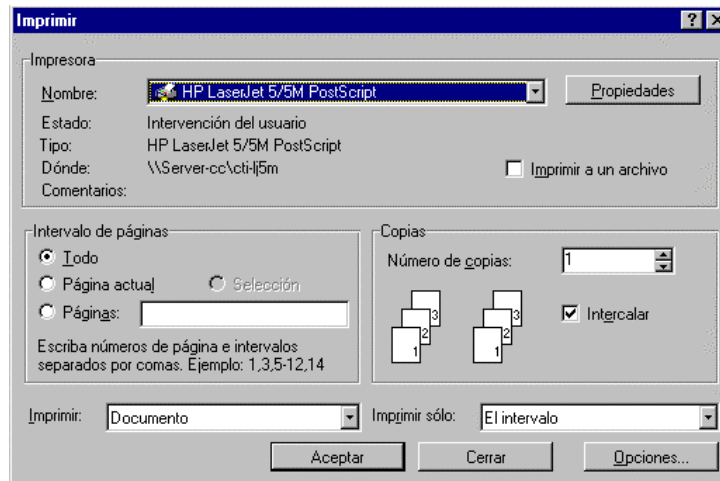 Imprimir
Impresora
Nombre: HP LaserJet 5/5M PostScript Propiedades
Estado: Intervención del usuario
Tipo: HP LaserJet 5/5M PostScript
Dónde: \\Server-cc\cti-lj5m Imprimir a un archivo
Comentarios:
Intervalo de páginas
Todo
Página actual Selección
Páginas:
Escriba números de página e intervalos
separados por comas. Ejemplo: 1,3,5-12,14
Copias
Número de copias: 1
3 3
2 2
1 1
Intercalar
Imprimir: Documento Imprimir sólo: El intervalo
Aceptar Cerrar Opciones...